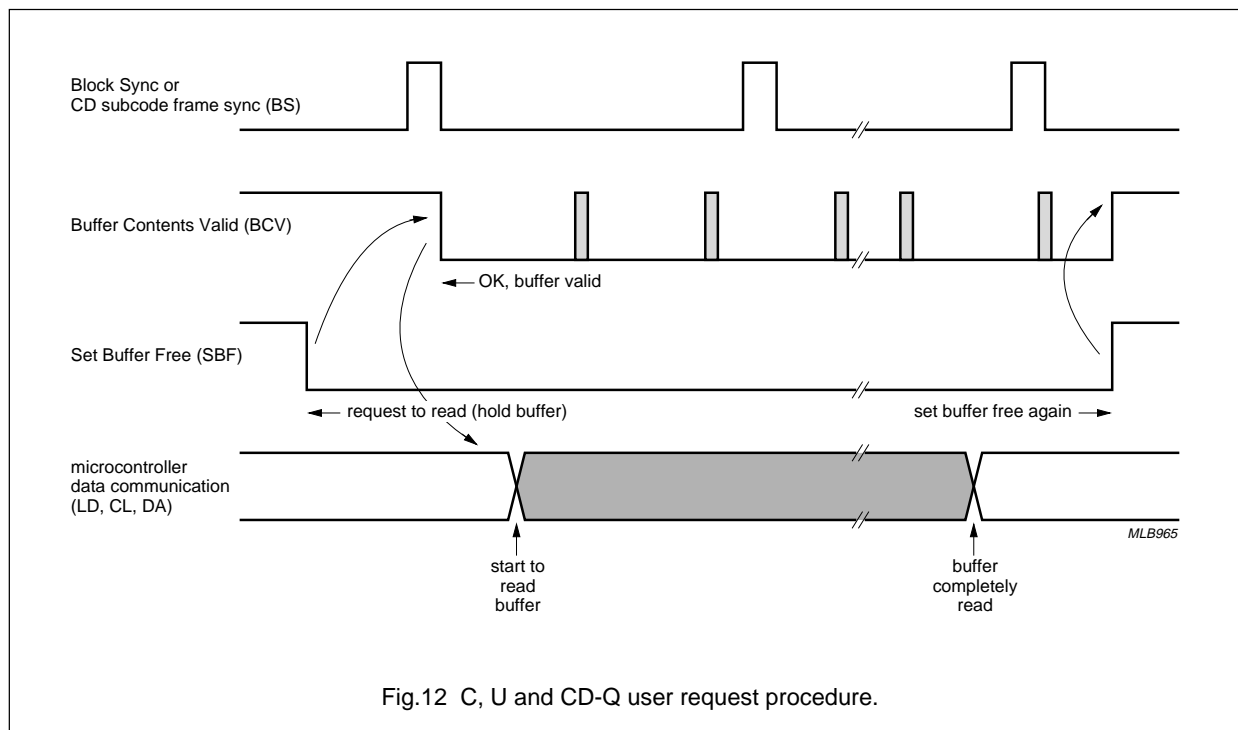 Block Sync or
CD subcode frame sync (BS)
Buffer Contents Valid (BCV)
OK, buffer valid
Set Buffer Free (SBF)
request to read (hold buffer)
set buffer free again
microcontroller
data communication
(LD, CL, DA)
MLB965
start to
read
buffer
buffer
completely
read
Fig.12 C, U and CD-Q user request procedure.